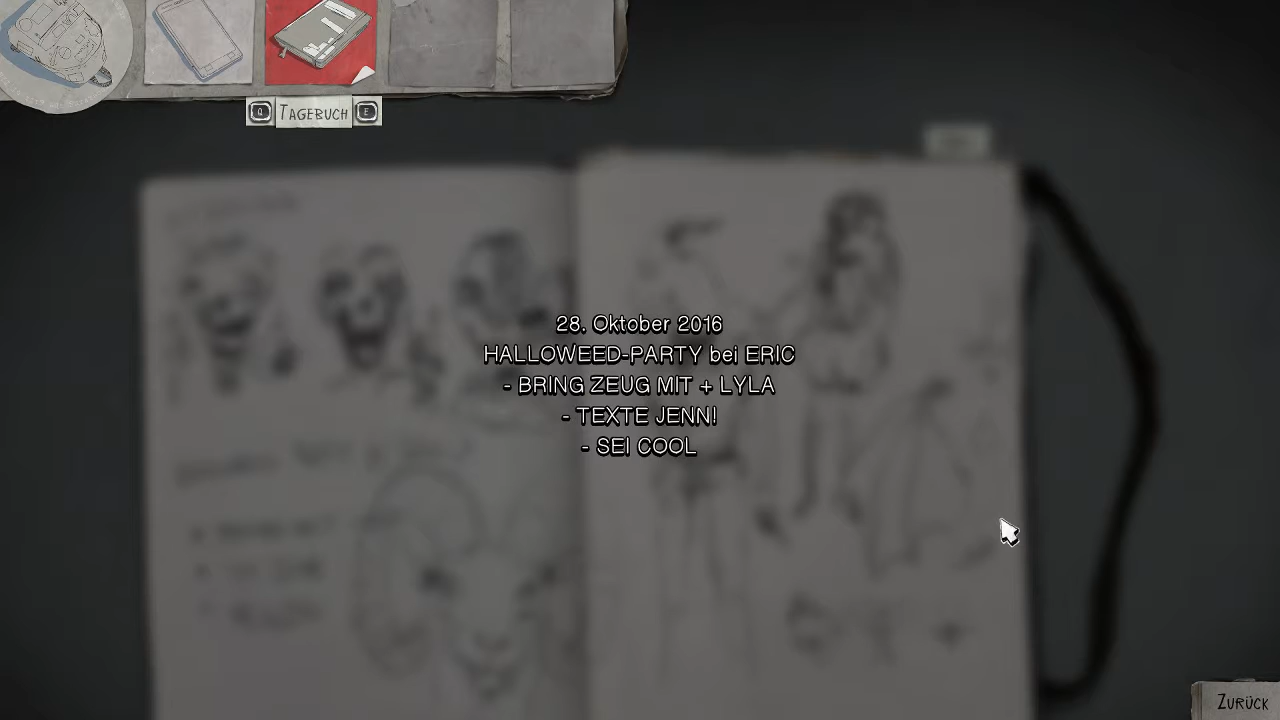 Q TAGEBUCH E
28. Oktober 2016
HALLOWEED-PARTY bei ERIC
- BRING ZEUG MIT + LYLA
- TEXTE JENN!
- SEI COOL
ZURÜCK